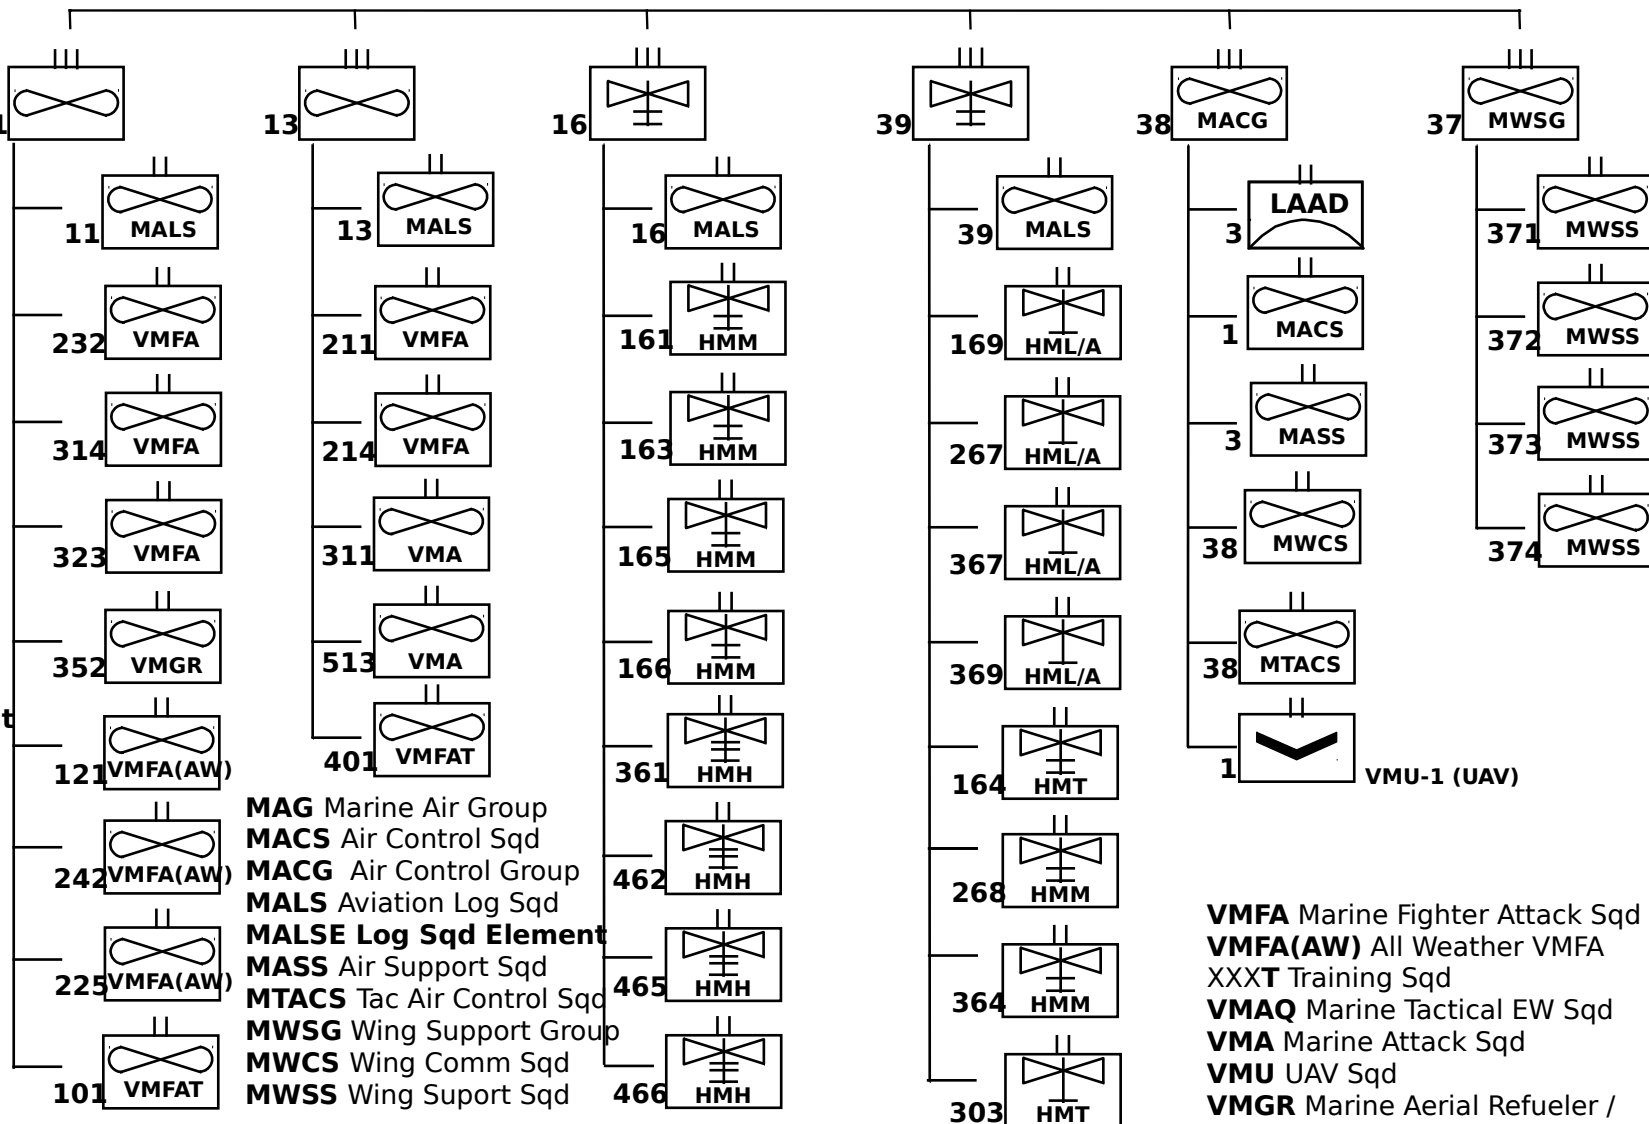 1
13
16
39
38 MACG
37 MWSG
11 MALS
232 VMFA
314 VMFA
323 VMFA
352 VMGR
t
121 VMFA(AW)
242 VMFA(AW)
225 VMFA(AW)
101 VMFAT
13 MALS
211 VMFA
214 VMFA
311 VMA
513 VMA
401 VMFAT
16 MALS
161 HMM
163 HMM
165 HMM
166 HMM
361 HMH
462 HMH
465 HMH
466 HMH
39 MALS
169 HML/A
267 HML/A
367 HML/A
369 HML/A
164 HMT
268 HMM
364 HMM
303 HMT
3 LAAD
1 MACS
3 MASS
38 MWCS
38 MTACS
1 VMU-1 (UAV)
371 MWSS
372 MWSS
373 MWSS
374 MWSS
MAG Marine Air Group
MACS Air Control Sqd
MACG Air Control Group
MALS Aviation Log Sqd
MALSE Log Sqd Element
MASS Air Support Sqd
MTACS Tac Air Control Sqd
MWSG Wing Support Group
MWCS Wing Comm Sqd
MWSS Wing Suport Sqd
VMFA Marine Fighter Attack Sqd
VMFA(AW) All Weather VMFA
XXXT Training Sqd
VMAQ Marine Tactical EW Sqd
VMA Marine Attack Sqd
VMU UAV Sqd
VMGR Marine Aerial Refueler /